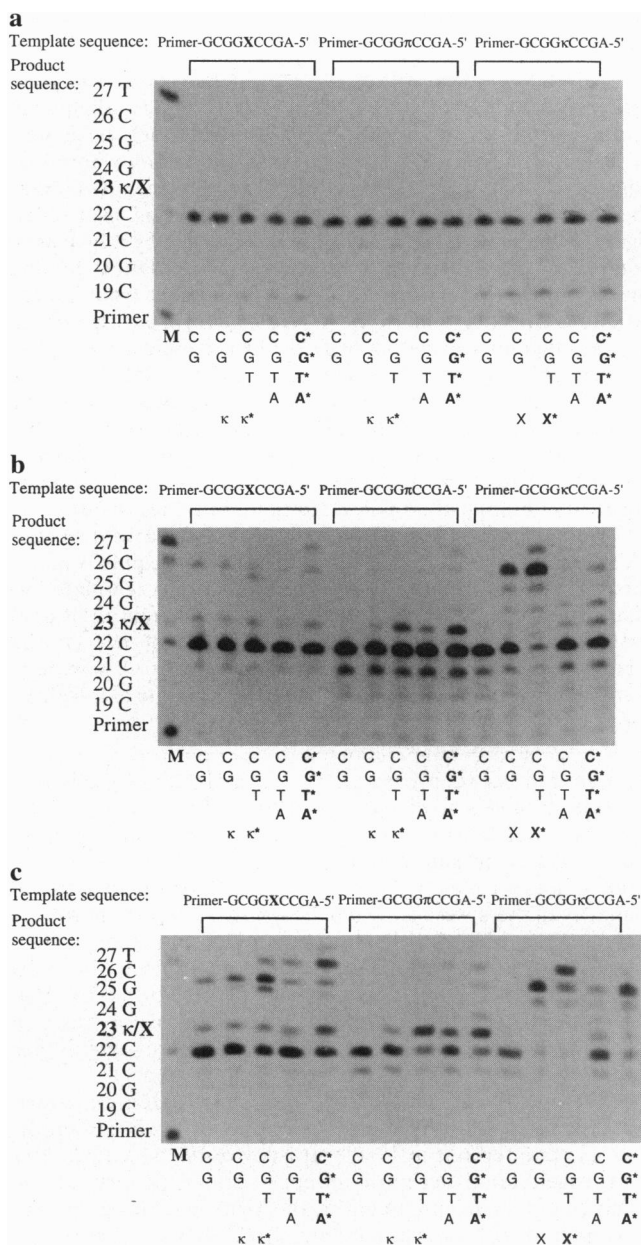 a
Template sequence: Primer-GCGGXCCGA-5' Primer-GCGGπCCGA-5' Primer-GCGGκCCGA-5'
Product
sequence:
27 T
26 C
25 G
24 G
23 κ/X
22 C
21 C
20 G
19 C
Primer
M C C C C C* C C C C C* C C C C C*
G G G G G* G G G G G* G G G G G*
T T T* T T T* T T T*
A A* A A* A A*
κ κ* κ κ* X X*
b
Template sequence: Primer-GCGGXCCGA-5' Primer-GCGGπCCGA-5' Primer-GCGGκCCGA-5'
Product
sequence:
27 T
26 C
25 G
24 G
23 κ/X
22 C
21 C
20 G
19 C
Primer
M C C C C C* C C C C C* C C C C C*
G G G G G* G G G G G* G G G G G*
T T T* T T T* T T T*
A A* A A* A A*
κ κ* κ κ* X X*
c
Template sequence: Primer-GCGGXCCGA-5' Primer-GCGGπCCGA-5' Primer-GCGGκCCGA-5'
Product
sequence:
27 T
26 C
25 G
24 G
23 κ/X
22 C
21 C
20 G
19 C
Primer
M C C C C C* C C C C C* C C C C C*
G G G G G* G G G G G* G G G G G*
T T T* T T T* T T T*
A A* A A* A A*
κ κ* κ κ* X X*